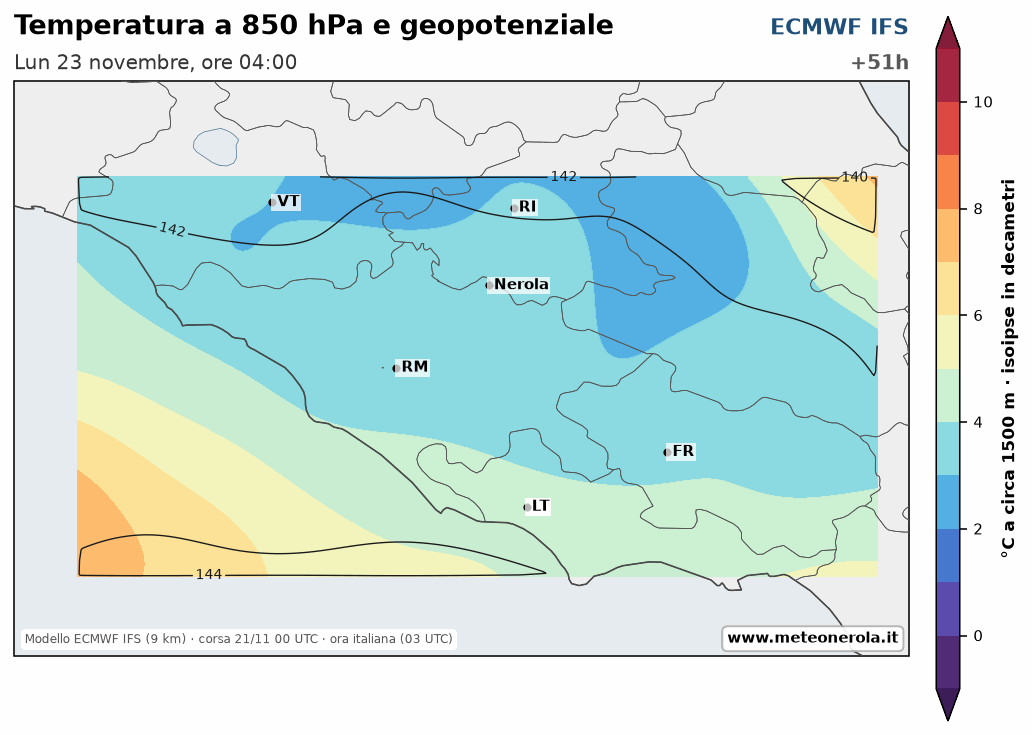 Temperatura a 850 hPa e geopotenziale
ECMWF IFS
Lun 23 novembre, ore 04:00
+51h
142
140
VT
RI
142
Nerola
RM
FR
LT
144
Modello ECMWF IFS (9 km) · corsa 21/11 00 UTC · ora italiana (03 UTC)
www.meteonerola.it
10
8
6
4
2
0
°C a circa 1500 m · isoipse in decametri